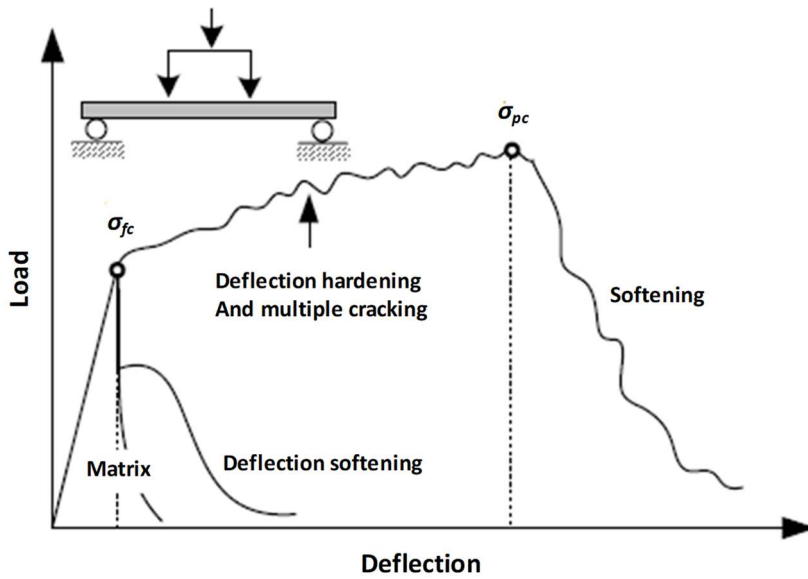 σpc
σfc
Load
Deflection hardening
And multiple cracking
Softening
Matrix
Deflection softening
Deflection